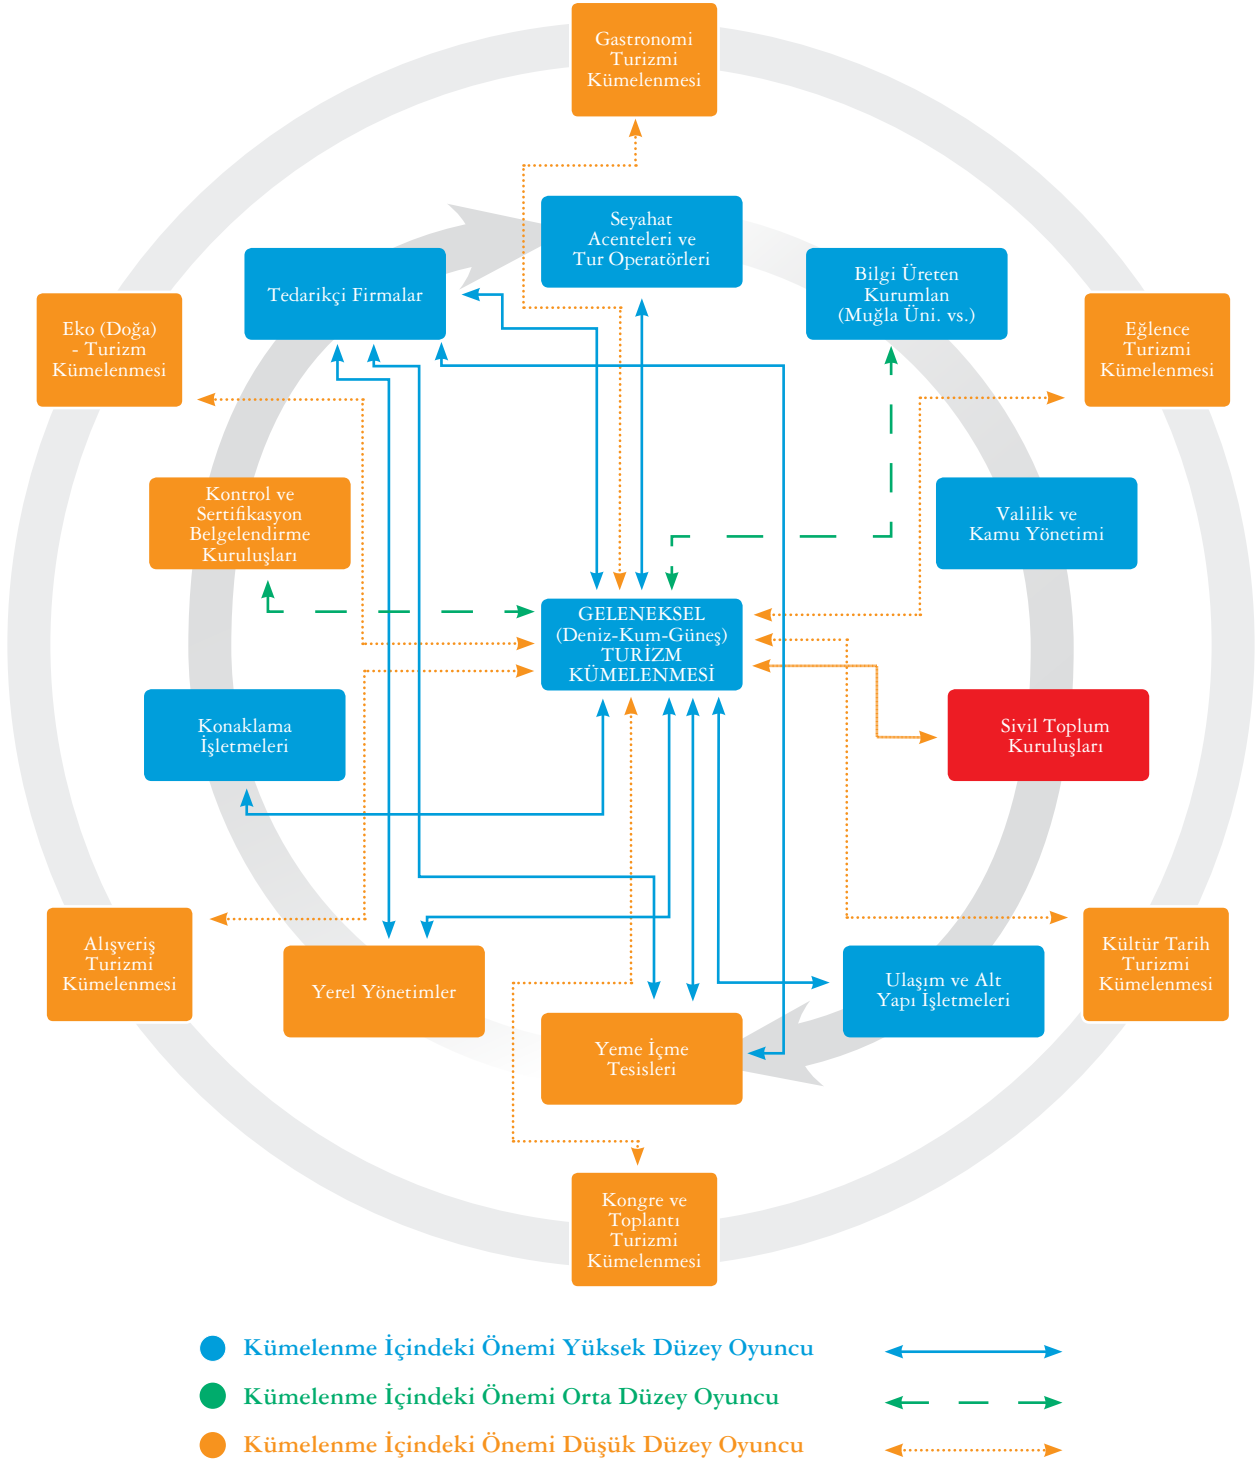 Gastronomi
Turizmi
Kümelenmesi
Seyahat
Acenteleri ve
Tur Operatörleri
Tedarikçi Firmalar
Bilgi Üreten
Kurumlan
(Muğla Üni. vs.)
Eko (Doğa)
- Turizm
Kümelenmesi
Eğlence
Turizmi
Kümelenmesi
Kontrol ve
Sertifikasyon
Belgelendirme
Kuruluşları
Valilik ve
Kamu Yönetimi
GELENEKSEL
(Deniz-Kum-Güneş)
TURİZM
KÜMELENMESİ
Konaklama
İşletmeleri
Sivil Toplum
Kuruluşları
Alışveriş
Turizmi
Kümelenmesi
Yerel Yönetimler
Yeme İçme
Tesisleri
Ulaşım ve Alt
Yapı İşletmeleri
Kültür Tarih
Turizmi
Kümelenmesi
Kongre ve
Toplantı
Turizmi
Kümelenmesi
Kümelenme İçindeki Önemi Yüksek Düzey Oyuncu
Kümelenme İçindeki Önemi Orta Düzey Oyuncu
Kümelenme İçindeki Önemi Düşük Düzey Oyuncu